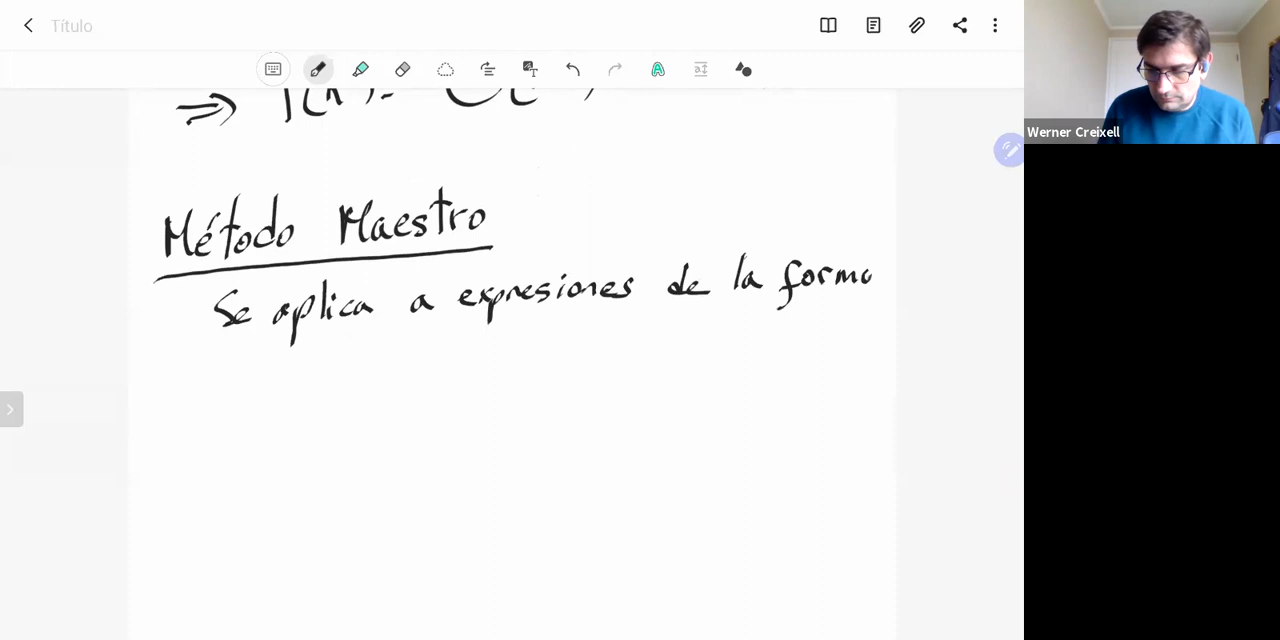 Título
Werner Creixell
Método Maestro
Se aplica a expresiones de la forma